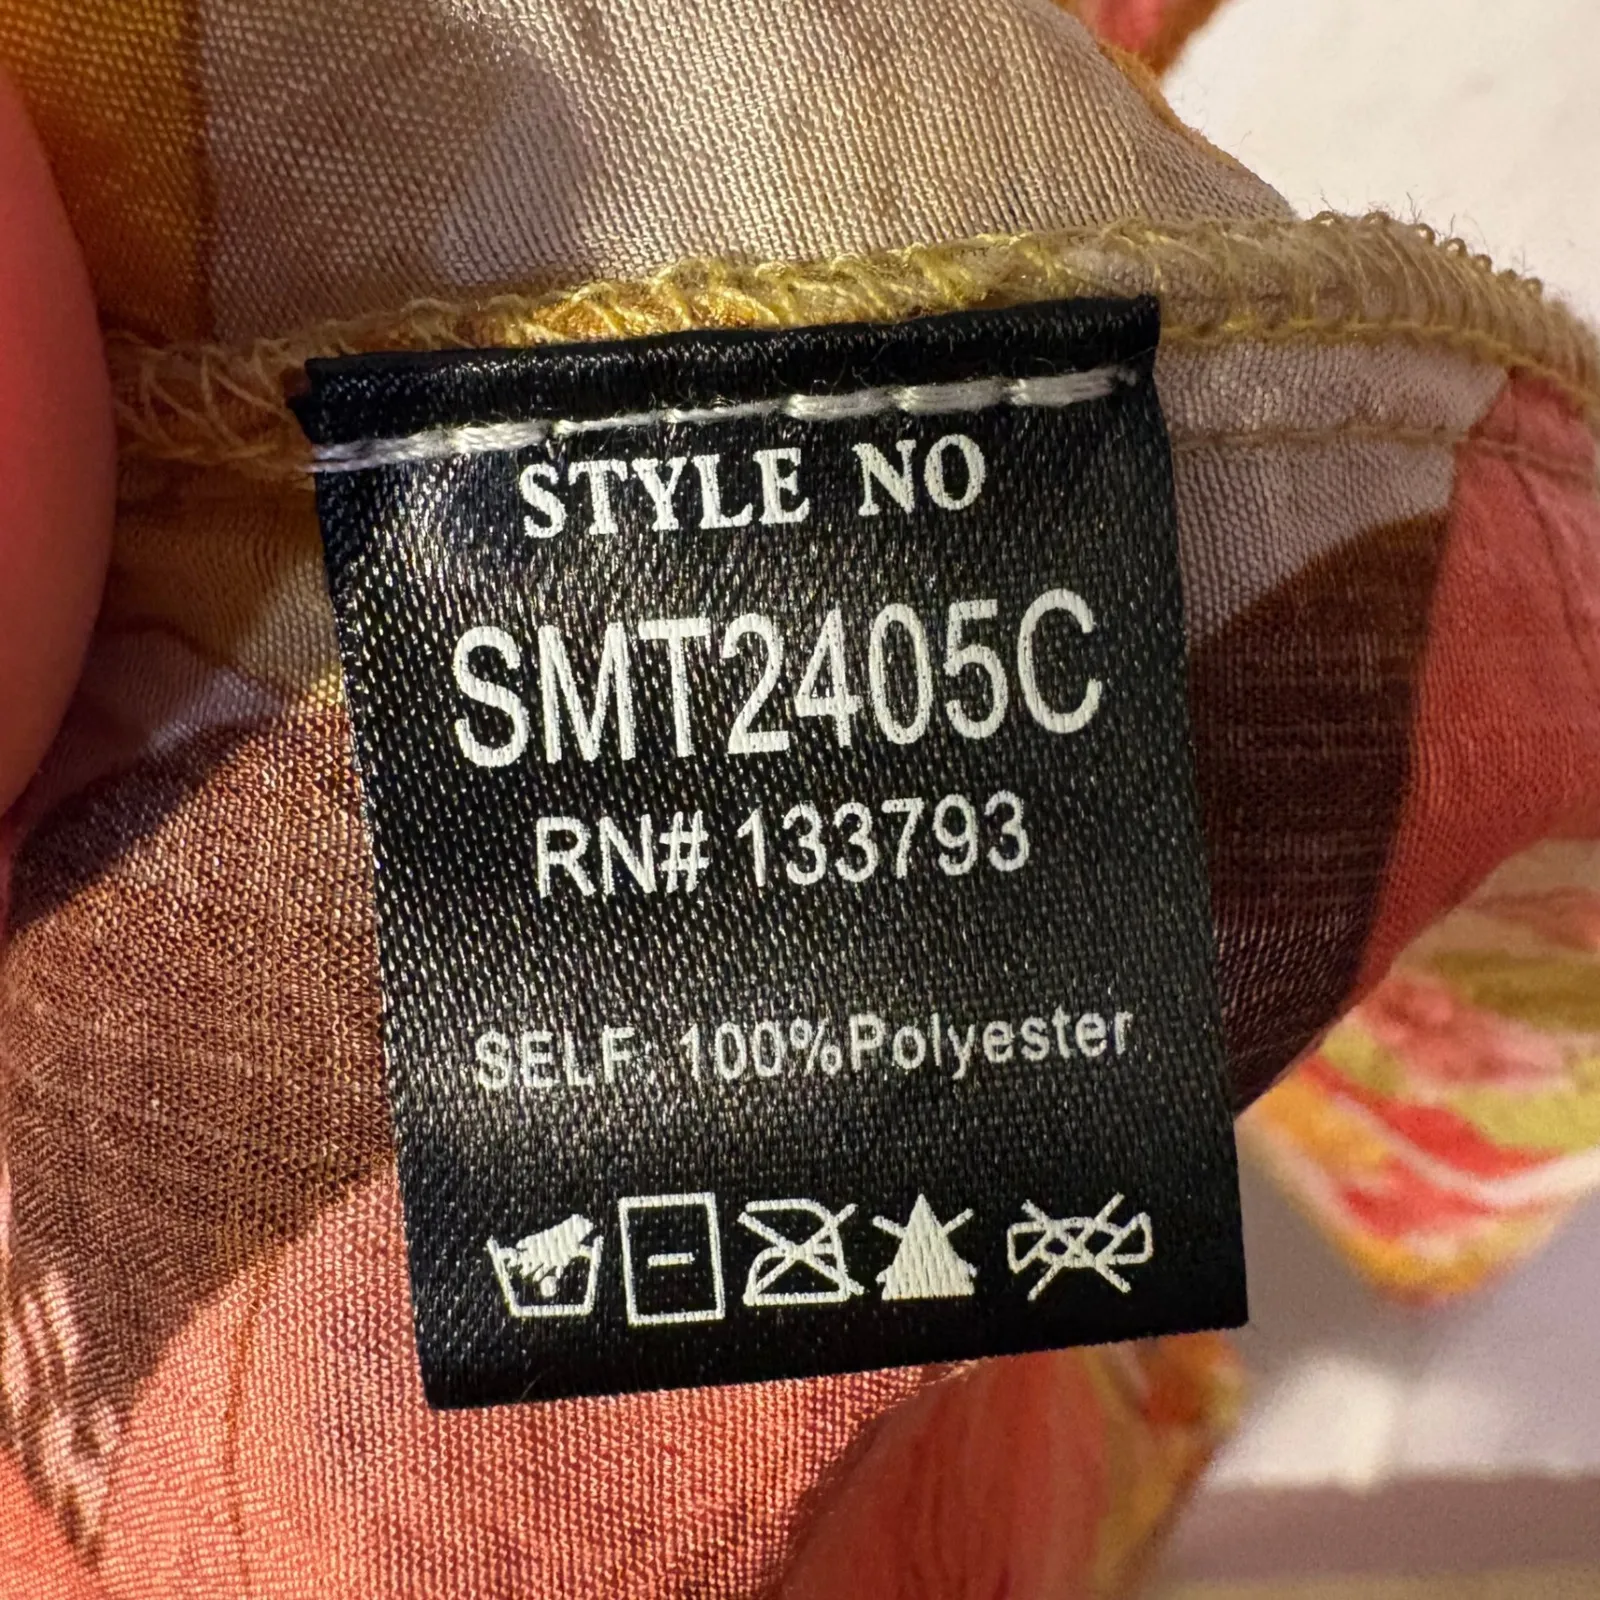 STYLE NO
SMT2405C
RN# 133793
SELF: 100%Polyester